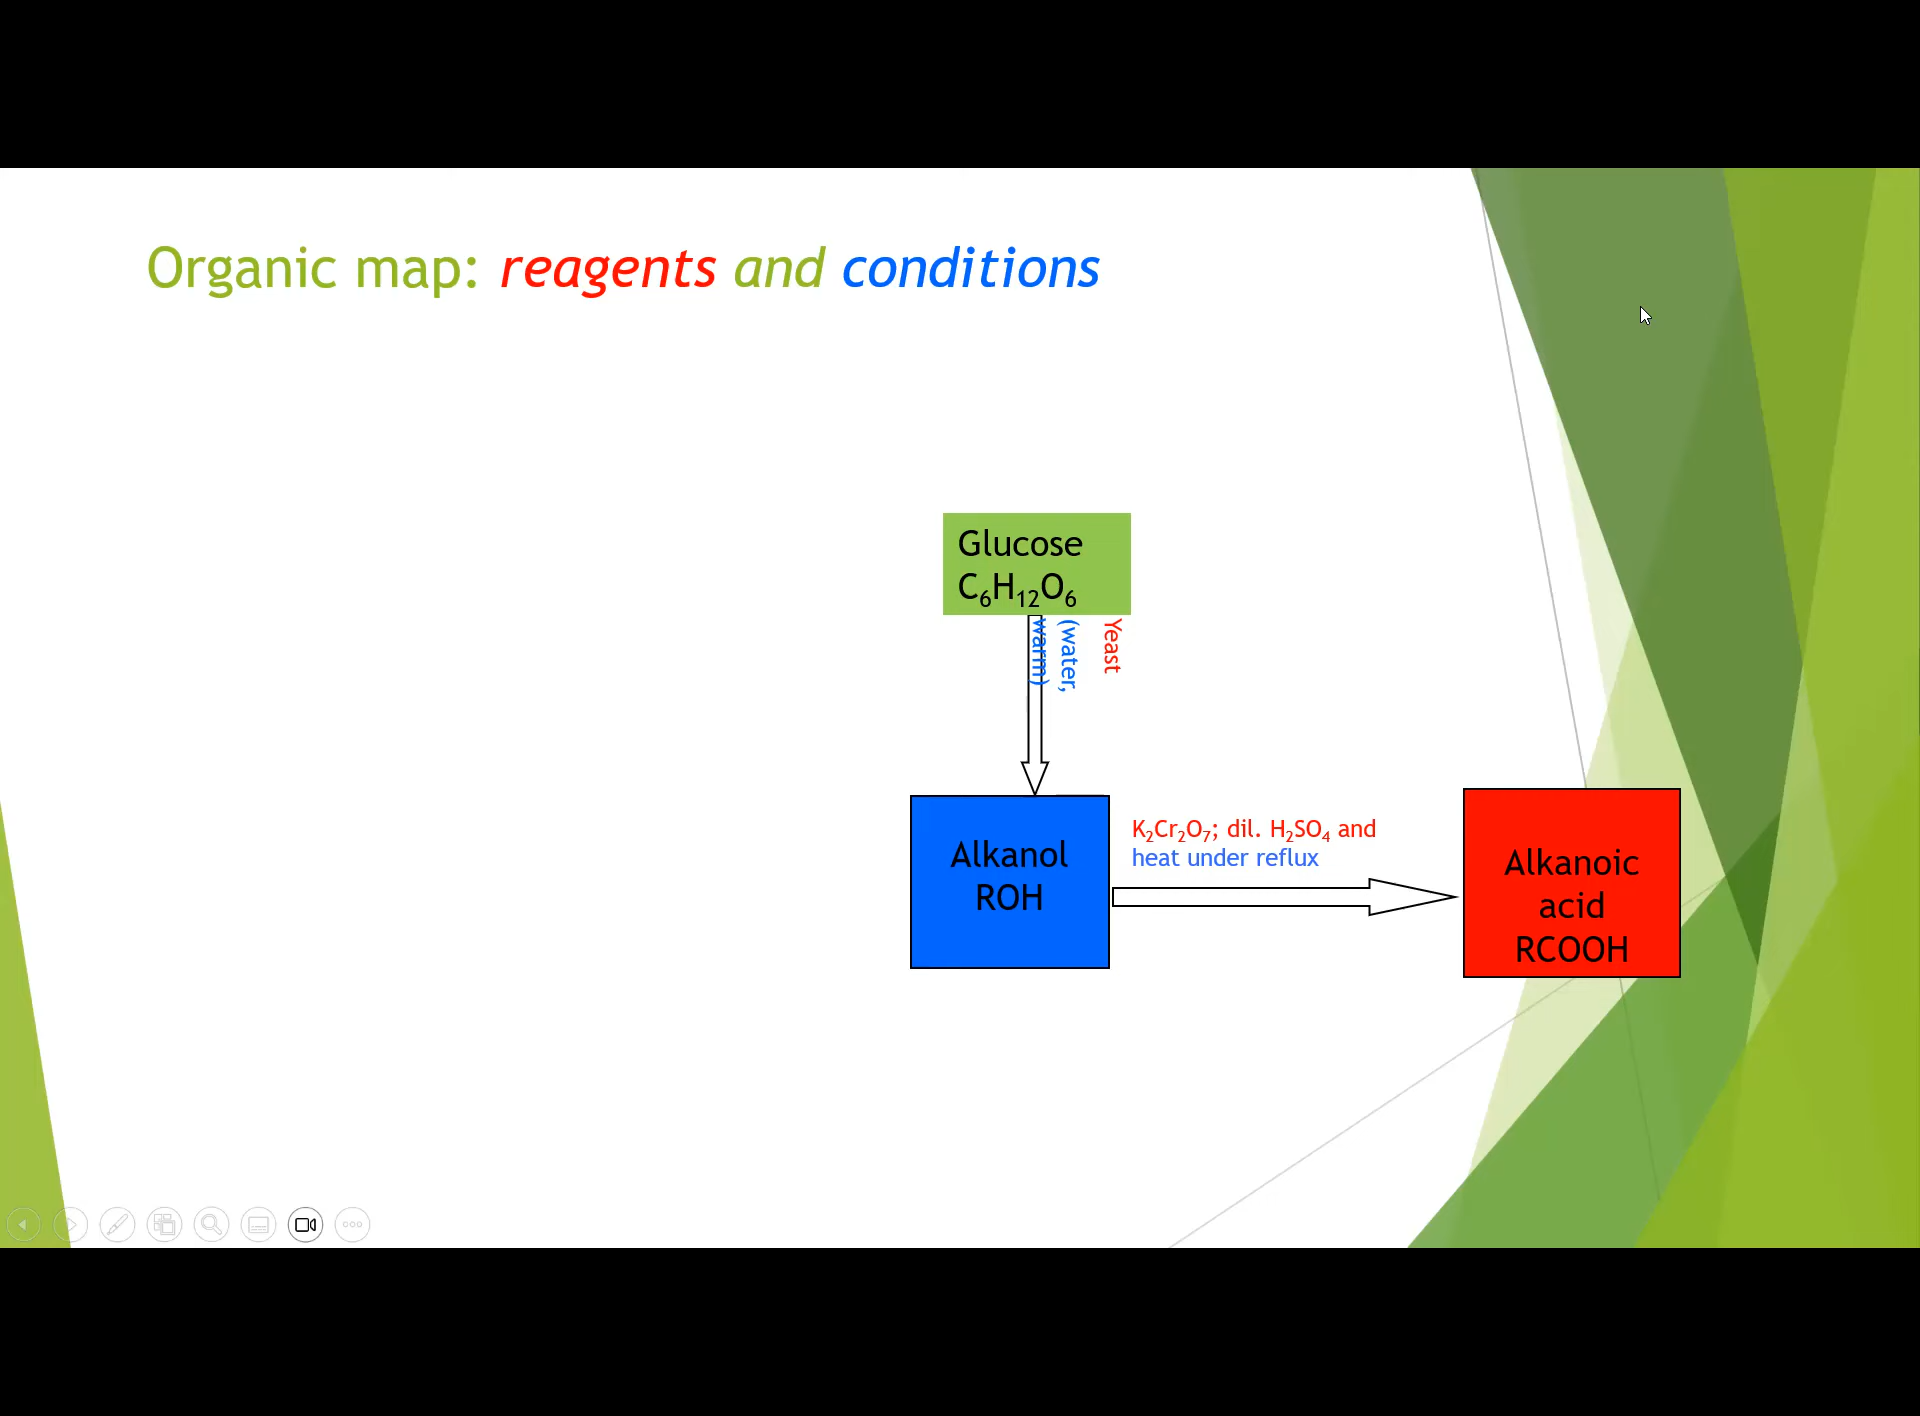 Organic map: reagents and conditions
Glucose
C₆H₁₂O₆
Yeast
(water,
warm)
Alkanol
ROH
K₂Cr₂O₇; dil. H₂SO₄ and
heat under reflux
Alkanoic
acid
RCOOH